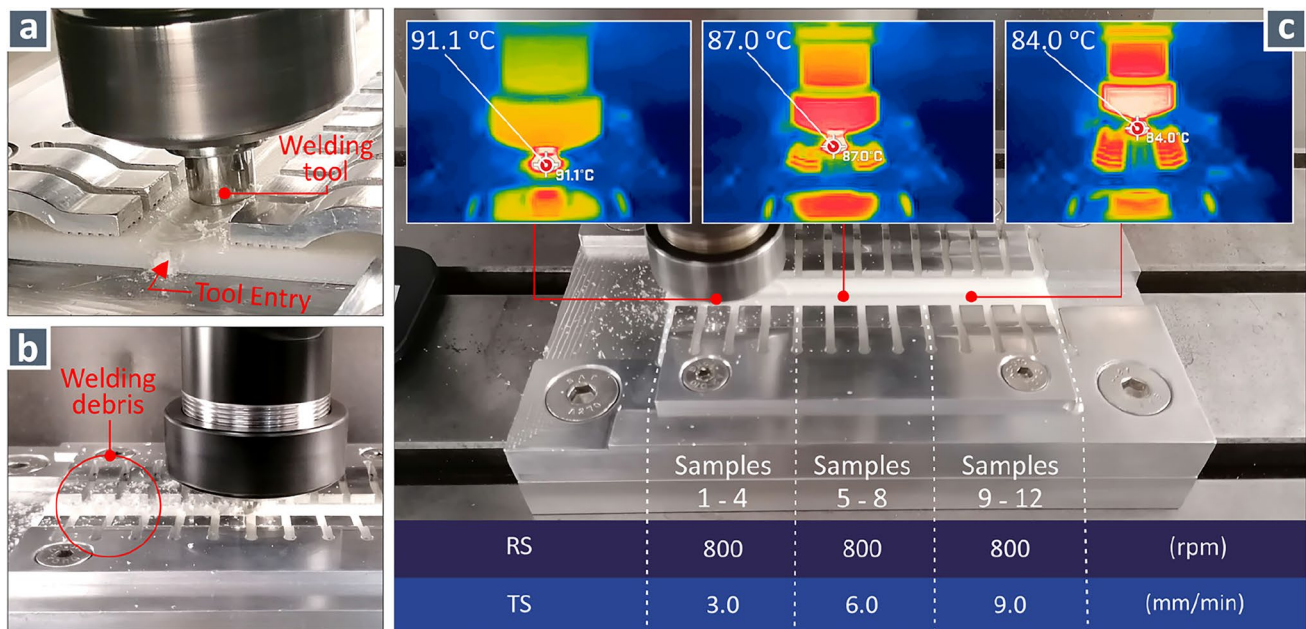 a
Welding
tool
Tool Entry
b
Welding
debris
c
91.1 °C
87.0 °C
84.0 °C
91.1°C
87.0°C
84.0°C
Samples
1 - 4
Samples
5 - 8
Samples
9 - 12
RS 800 800 800 (rpm)
TS 3.0 6.0 9.0 (mm/min)